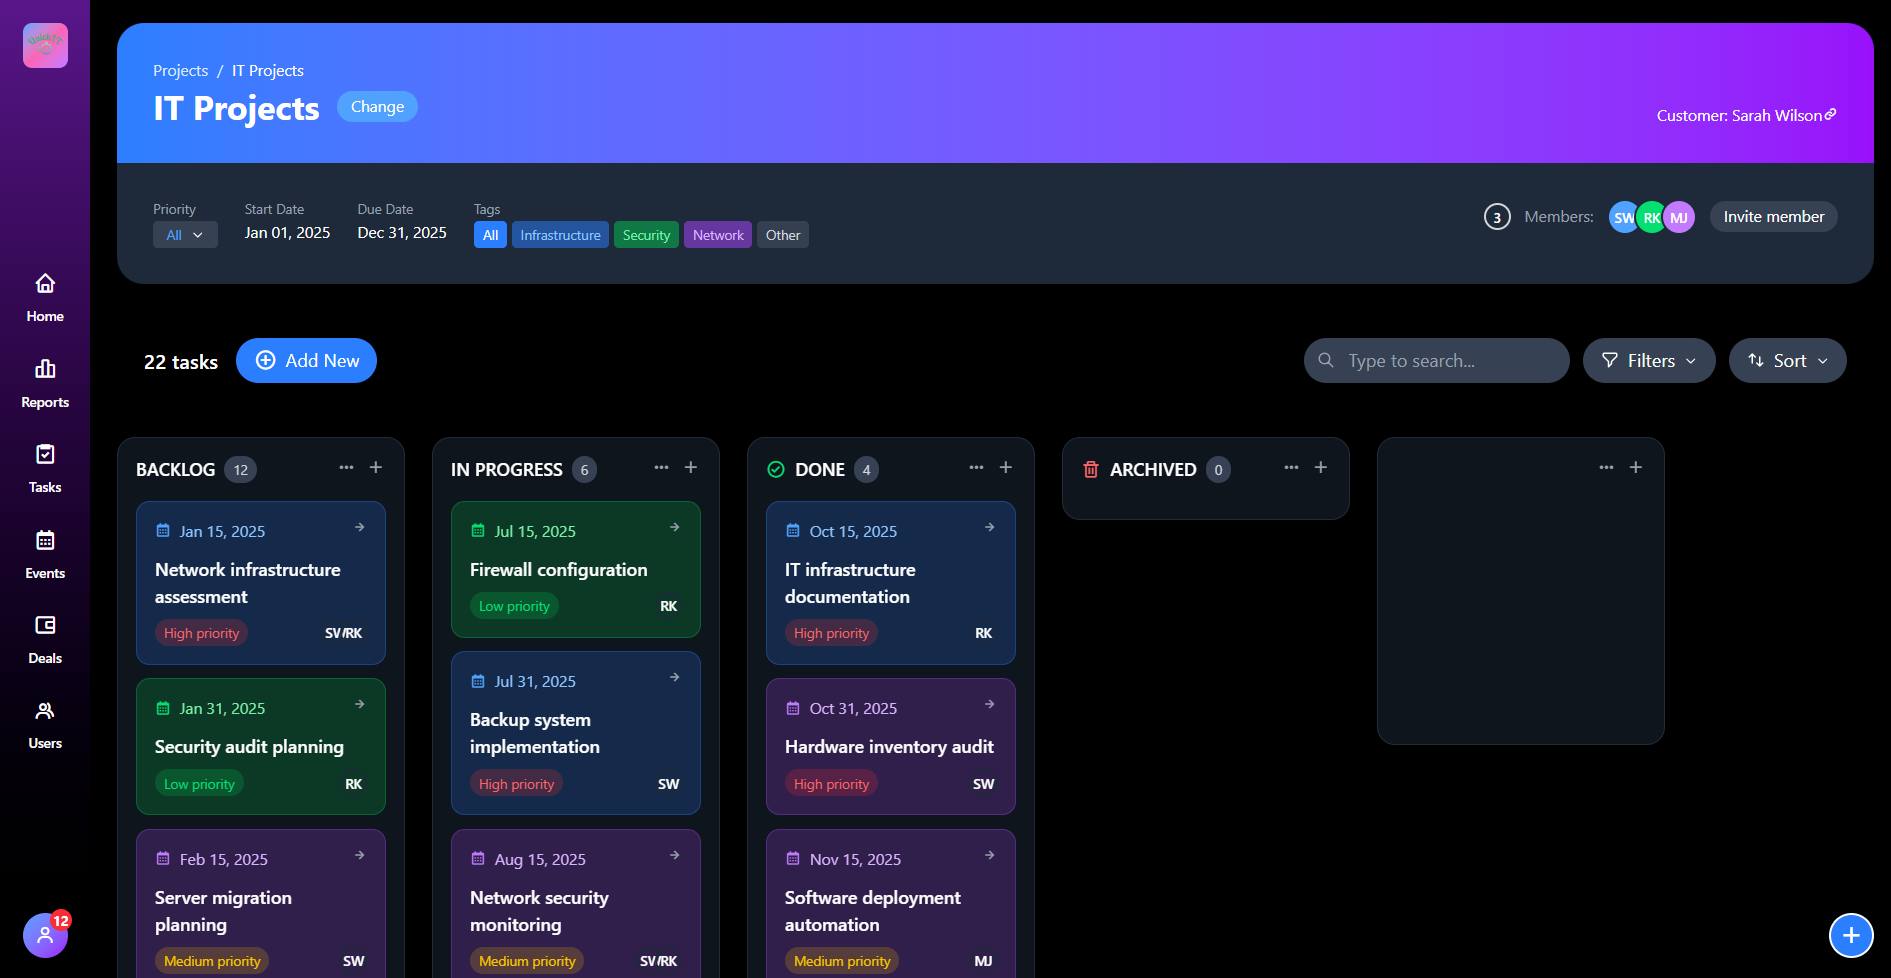 Projects / IT Projects
IT Projects
Change
Customer: Sarah Wilson
Priority
All
Start Date
Jan 01, 2025
Due Date
Dec 31, 2025
Tags
All
Infrastructure
Security
Network
Other
3
Members:
SW
RK
MJ
Invite member
Home
Reports
Tasks
Events
Deals
Users
12
22 tasks
Add New
Type to search...
Filters
Sort
BACKLOG 12
Jan 15, 2025
Network infrastructure
assessment
High priority
SV/RK
Jan 31, 2025
Security audit planning
Low priority
RK
Feb 15, 2025
Server migration
planning
Medium priority
SW
IN PROGRESS 6
Jul 15, 2025
Firewall configuration
Low priority
RK
Jul 31, 2025
Backup system
implementation
High priority
SW
Aug 15, 2025
Network security
monitoring
Medium priority
SV/RK
DONE 4
Oct 15, 2025
IT infrastructure
documentation
High priority
RK
Oct 31, 2025
Hardware inventory audit
High priority
SW
Nov 15, 2025
Software deployment
automation
Medium priority
MJ
ARCHIVED 0